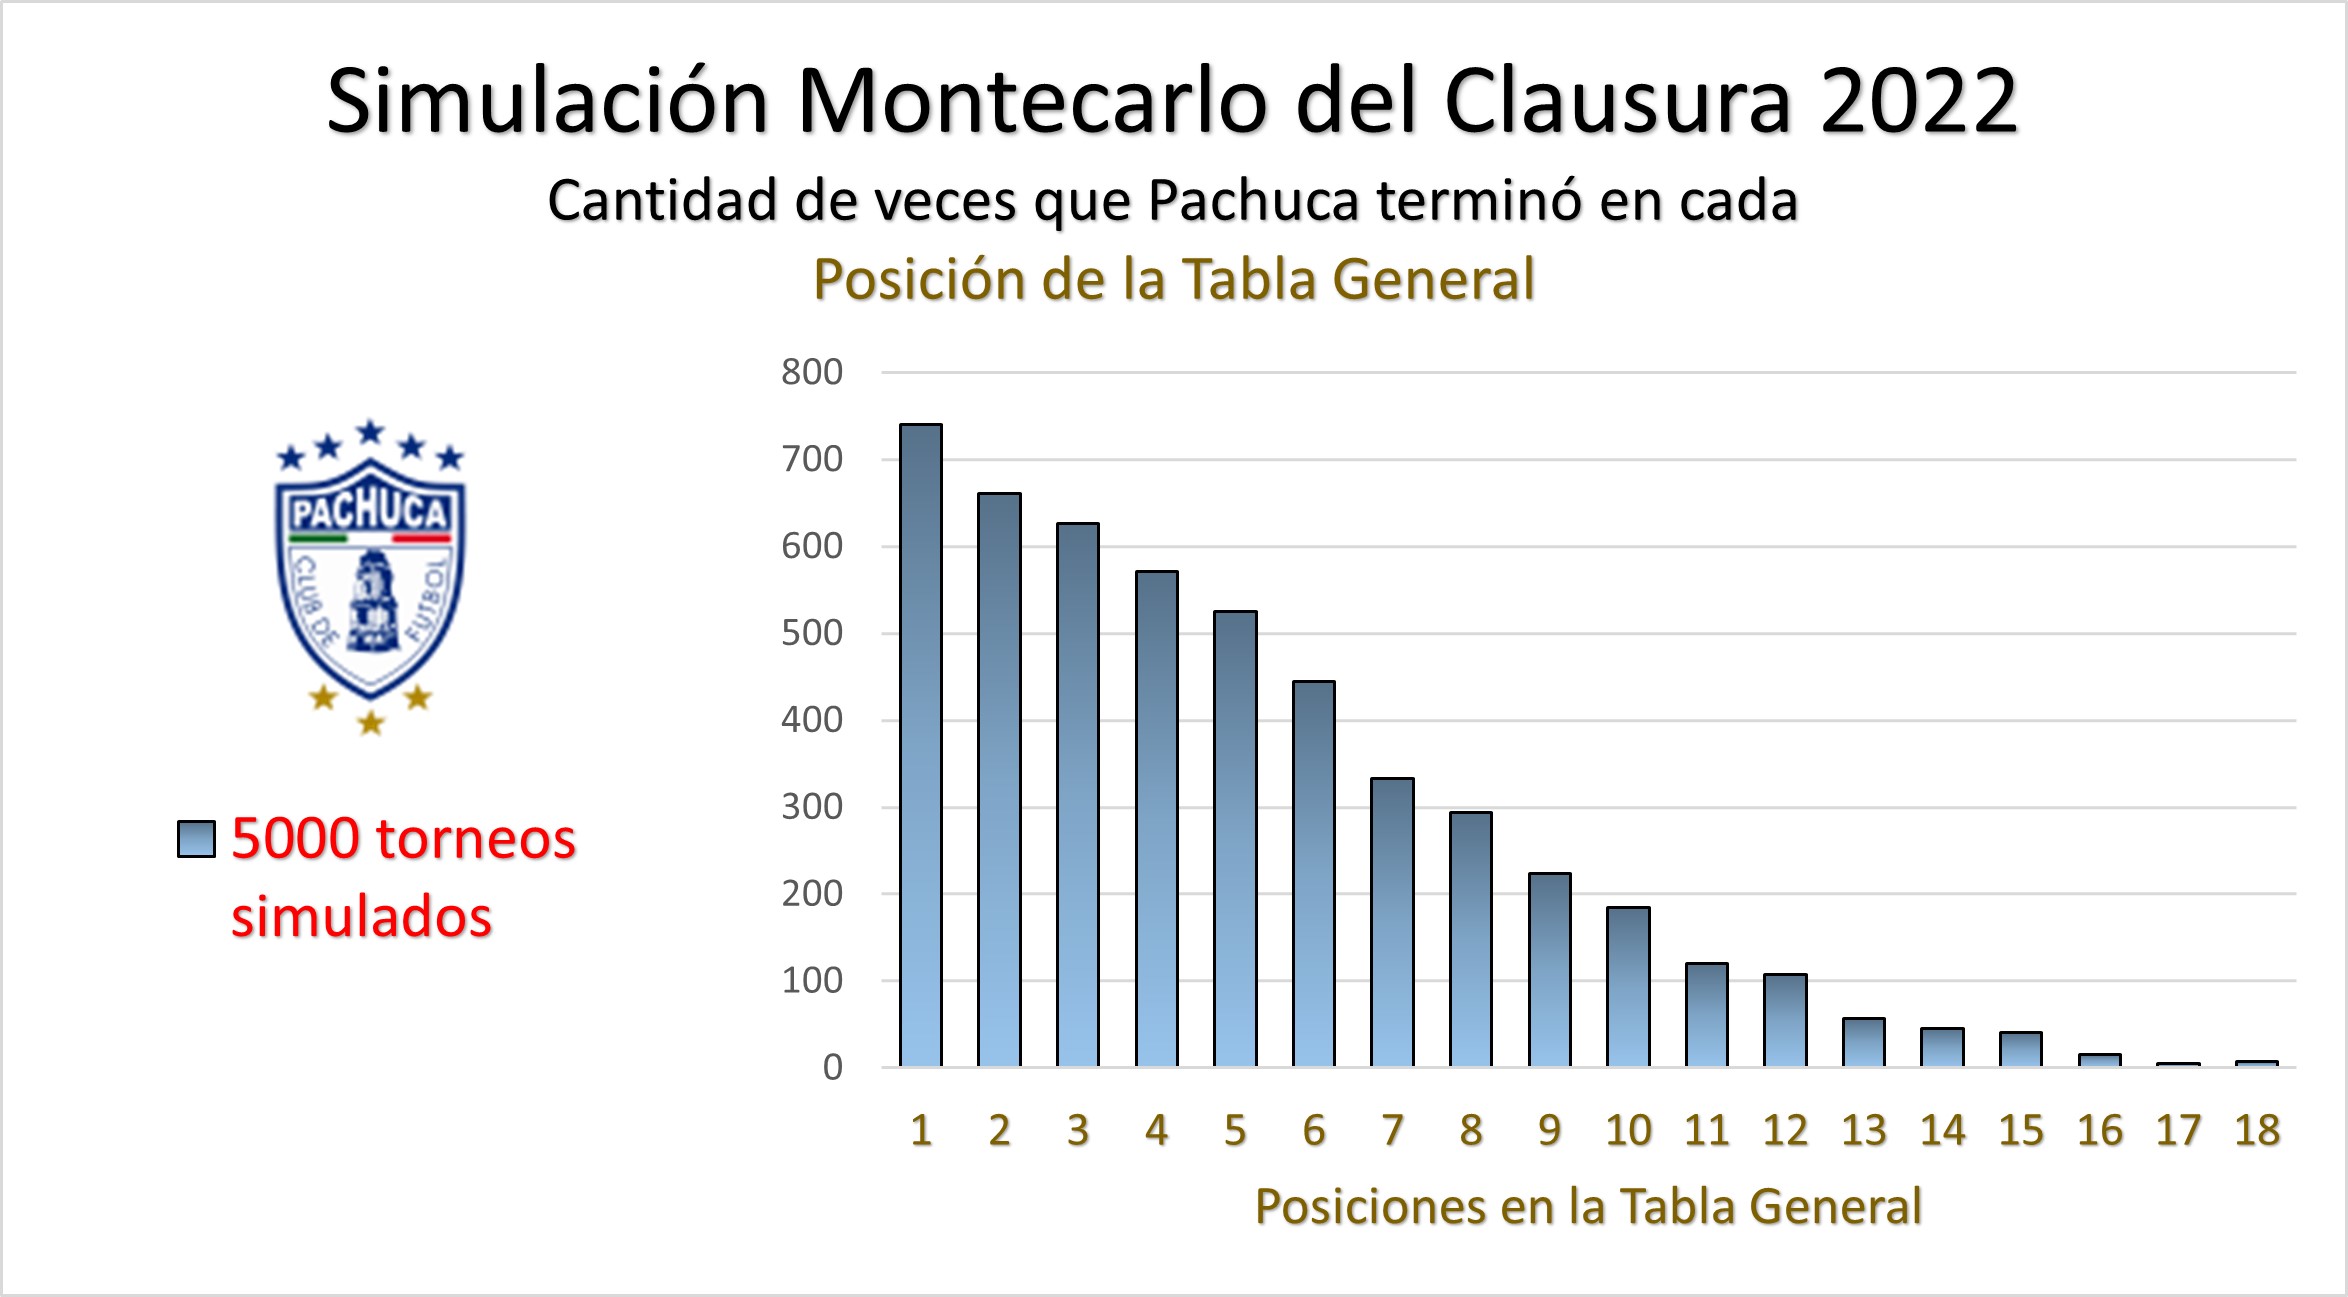 Simulación Montecarlo del Clausura 2022
Cantidad de veces que Pachuca terminó en cada
Posición de la Tabla General
PACHUCA
CLUB DE FUTBOL
5000 torneos
simulados
800
700
600
500
400
300
200
100
0
1 2 3 4 5 6 7 8 9 10 11 12 13 14 15 16 17 18
Posiciones en la Tabla General